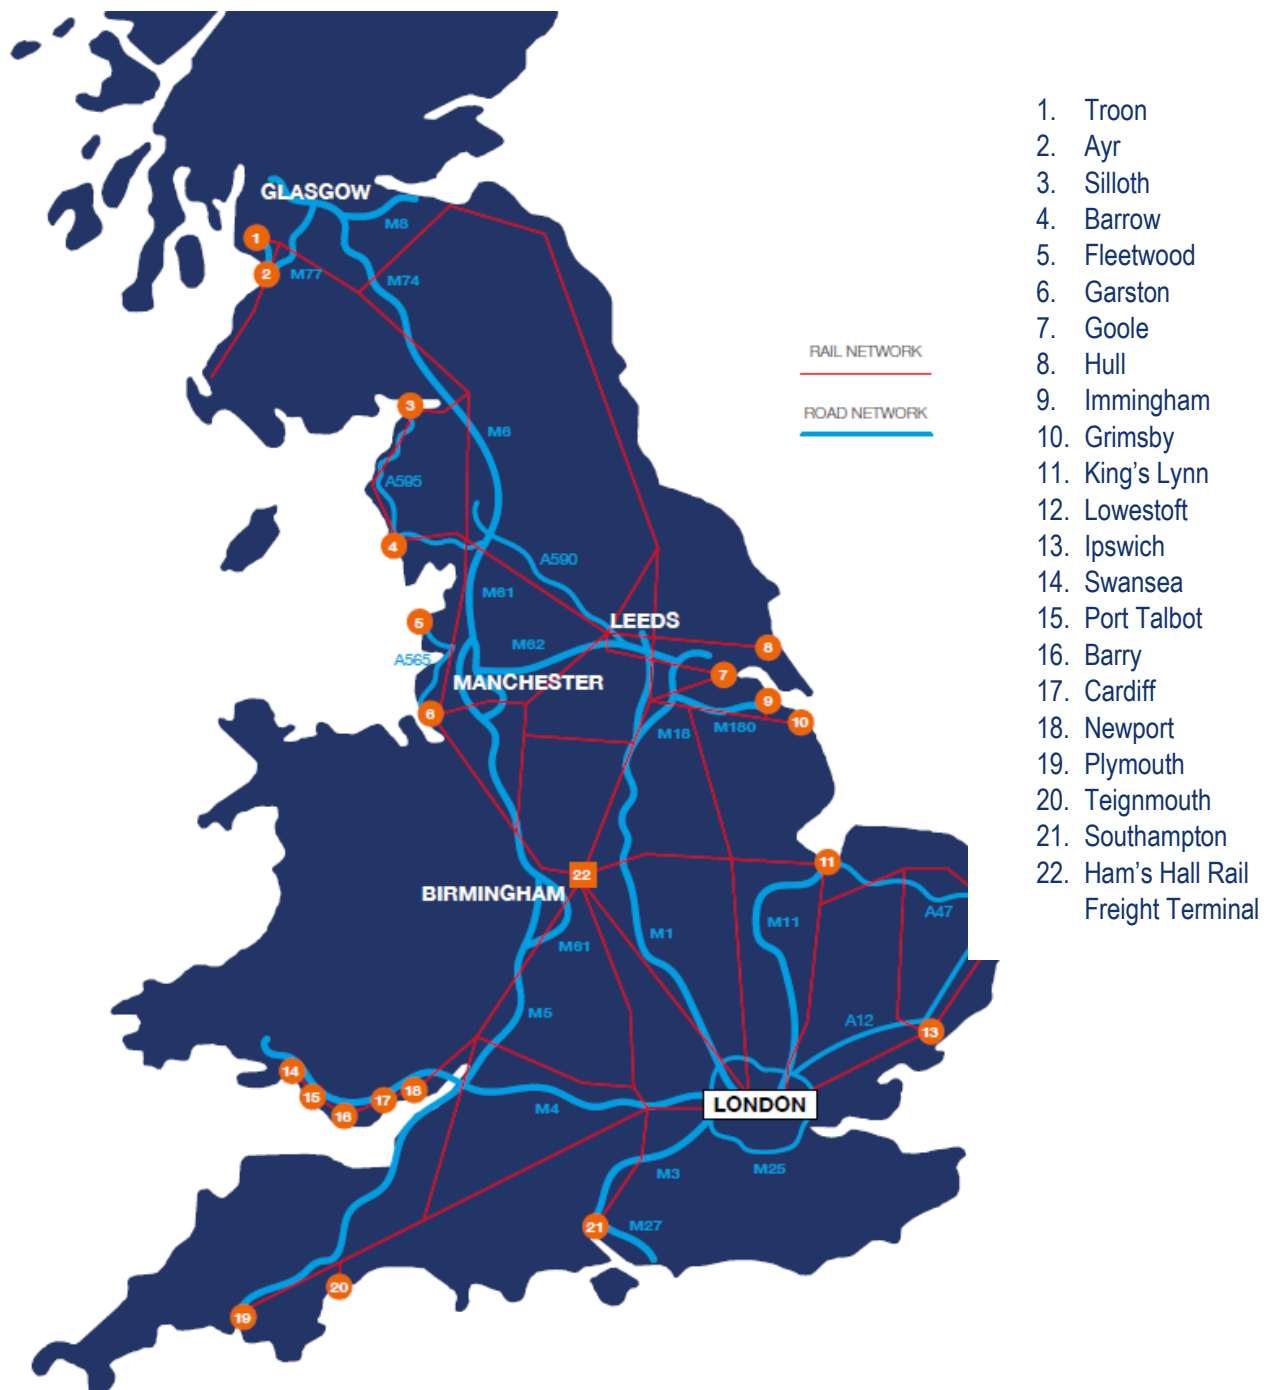 GLASGOW
M8
1
2
M77
M74
3
M6
A595
4
A590
M61
5
LEEDS
M62
8
A565
MANCHESTER
7
6
9
10
M18
M180
11
22
BIRMINGHAM
A47
M11
M1
M61
M5
A12
13
14
15
16
17
18
M4
LONDON
M25
M3
21
M27
20
19
RAIL NETWORK
ROAD NETWORK
1. Troon
2. Ayr
3. Silloth
4. Barrow
5. Fleetwood
6. Garston
7. Goole
8. Hull
9. Immingham
10. Grimsby
11. King's Lynn
12. Lowestoft
13. Ipswich
14. Swansea
15. Port Talbot
16. Barry
17. Cardiff
18. Newport
19. Plymouth
20. Teignmouth
21. Southampton
22. Ham's Hall Rail
Freight Terminal